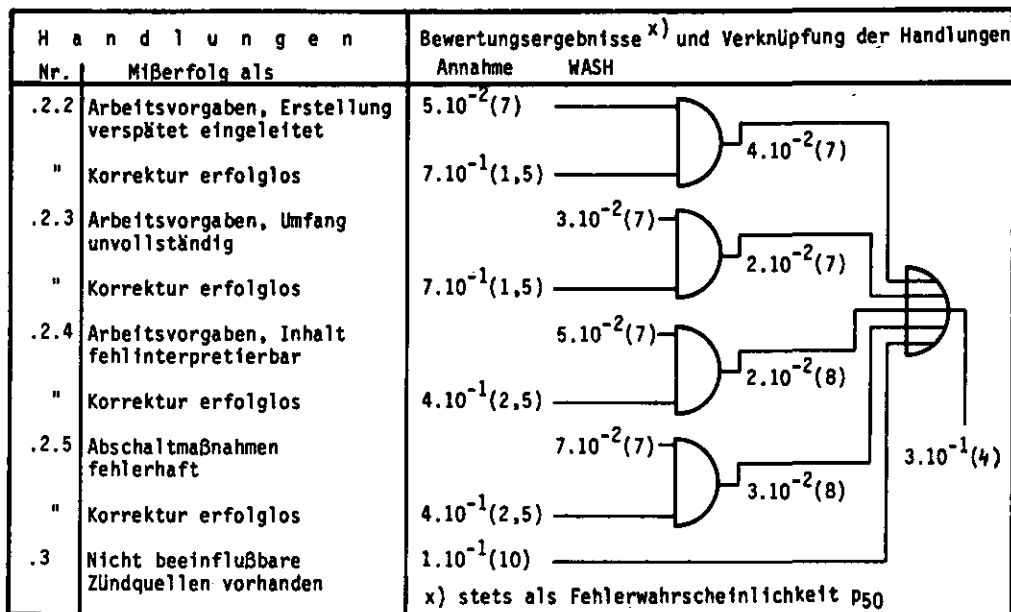 H a n d l u n g e n
Bewertungsergebnisse x) und Verknüpfung der Handlungen
Nr. Mißerfolg als
Annahme WASH
.2.2 Arbeitsvorgaben, Erstellung 5.10⁻²(7)
verspätet eingeleitet
4.10⁻²(7)
" Korrektur erfolglos 7.10⁻¹(1,5)
.2.3 Arbeitsvorgaben, Umfang 3.10⁻²(7)
unvollständig
2.10⁻²(7)
" Korrektur erfolglos 7.10⁻¹(1,5)
.2.4 Arbeitsvorgaben, Inhalt 5.10⁻²(7)
fehlinterpretierbar
2.10⁻²(8)
" Korrektur erfolglos 4.10⁻¹(2,5)
.2.5 Abschaltmaßnahmen 7.10⁻²(7)
fehlerhaft
3.10⁻¹(4)
3.10⁻²(8)
" Korrektur erfolglos 4.10⁻¹(2,5)
.3 Nicht beeinflußbare 1.10⁻¹(10)
Zündquellen vorhanden
x) stets als Fehlerwahrscheinlichkeit p₅₀